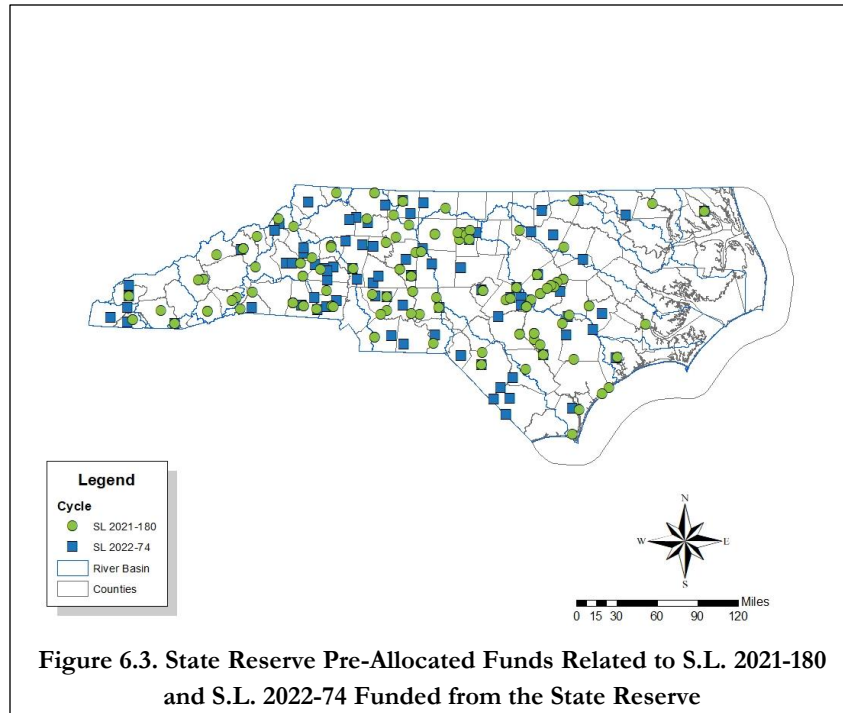 Legend
Cycle
SL 2021-180
SL 2022-74
River Basin
Counties
N
W E
S
Miles
0 15 30 60 90 120
Figure 6.3. State Reserve Pre-Allocated Funds Related to S.L. 2021-180
and S.L. 2022-74 Funded from the State Reserve